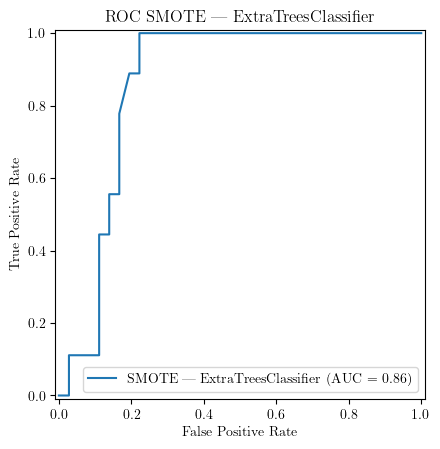 ROC SMOTE — ExtraTreesClassifier
1.0
0.8
0.6
0.4
0.2
0.0
True Positive Rate
SMOTE — ExtraTreesClassifier (AUC = 0.86)
0.0 0.2 0.4 0.6 0.8 1.0
False Positive Rate